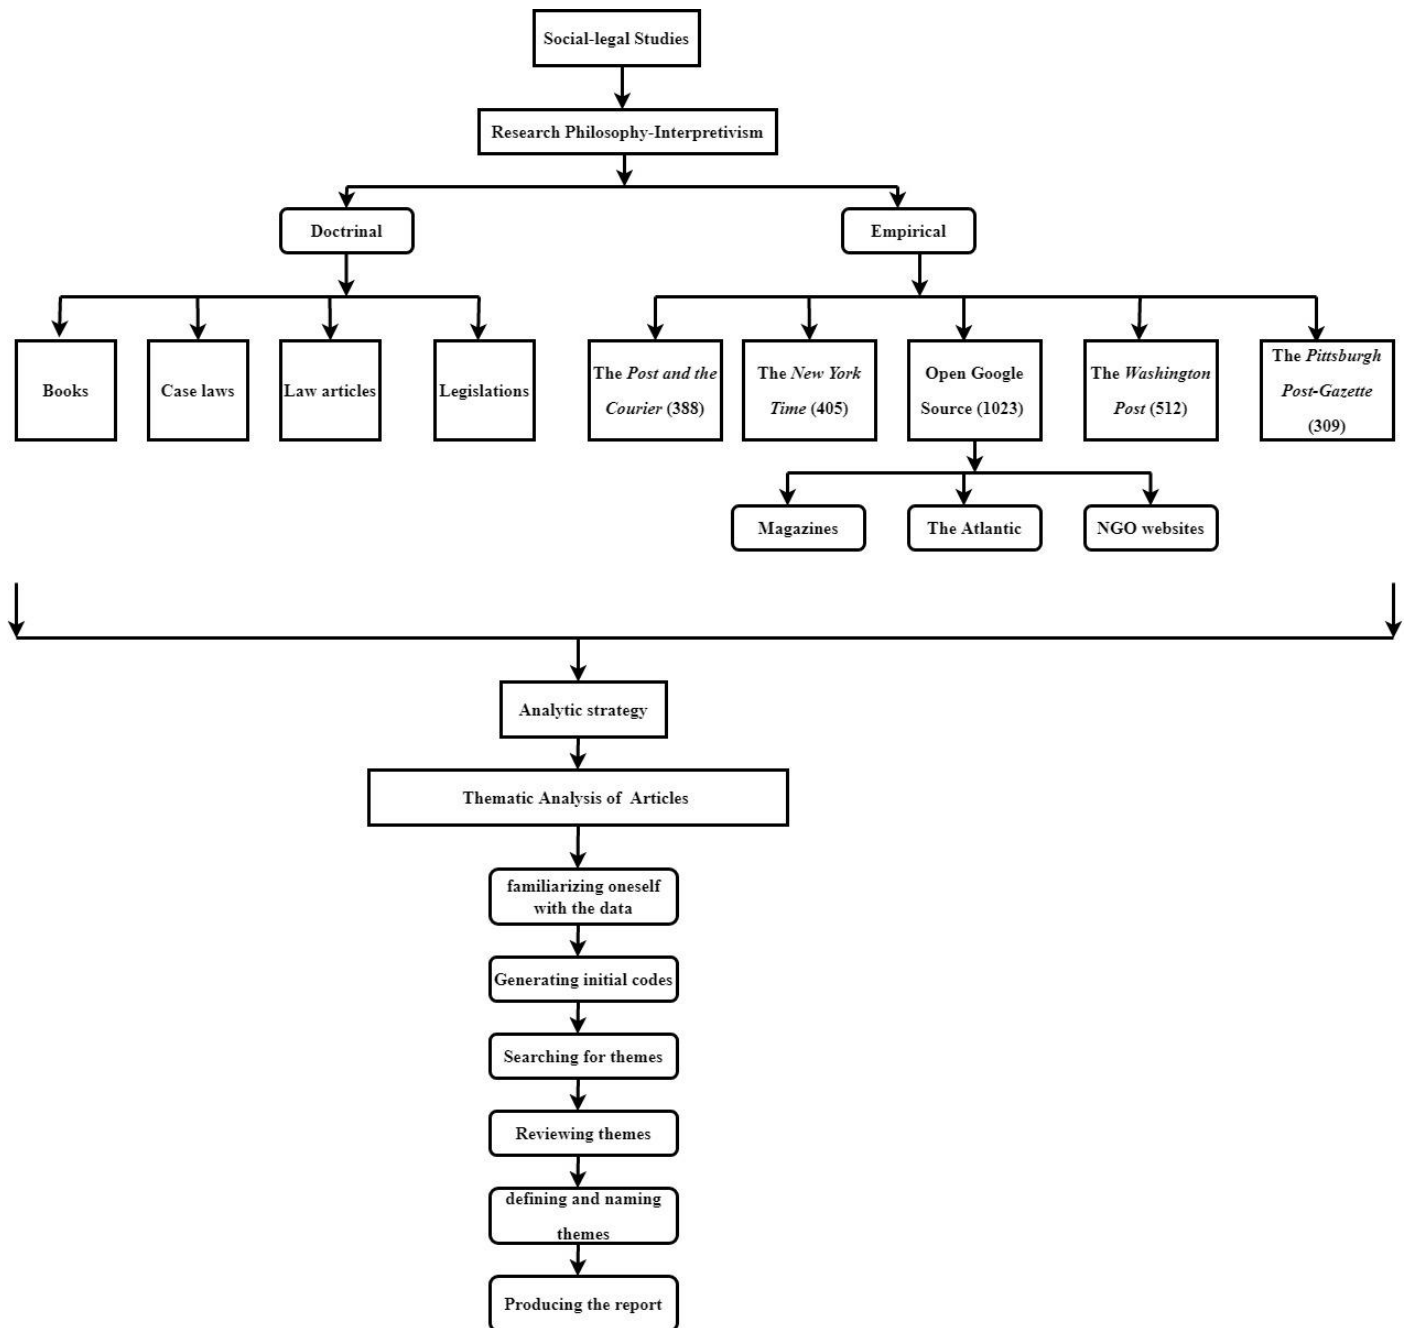 Social-legal Studies
Research Philosophy-Interpretivism
Doctrinal
Empirical
Books
Case laws
Law articles
Legislations
The Post and the
Courier (388)
The New York
Time (405)
Open Google
Source (1023)
The Washington
Post (512)
The Pittsburgh
Post-Gazette
(309)
Magazines
The Atlantic
NGO websites
Analytic strategy
Thematic Analysis of Articles
familiarizing oneself
with the data
Generating initial codes
Searching for themes
Reviewing themes
defining and naming
themes
Producing the report